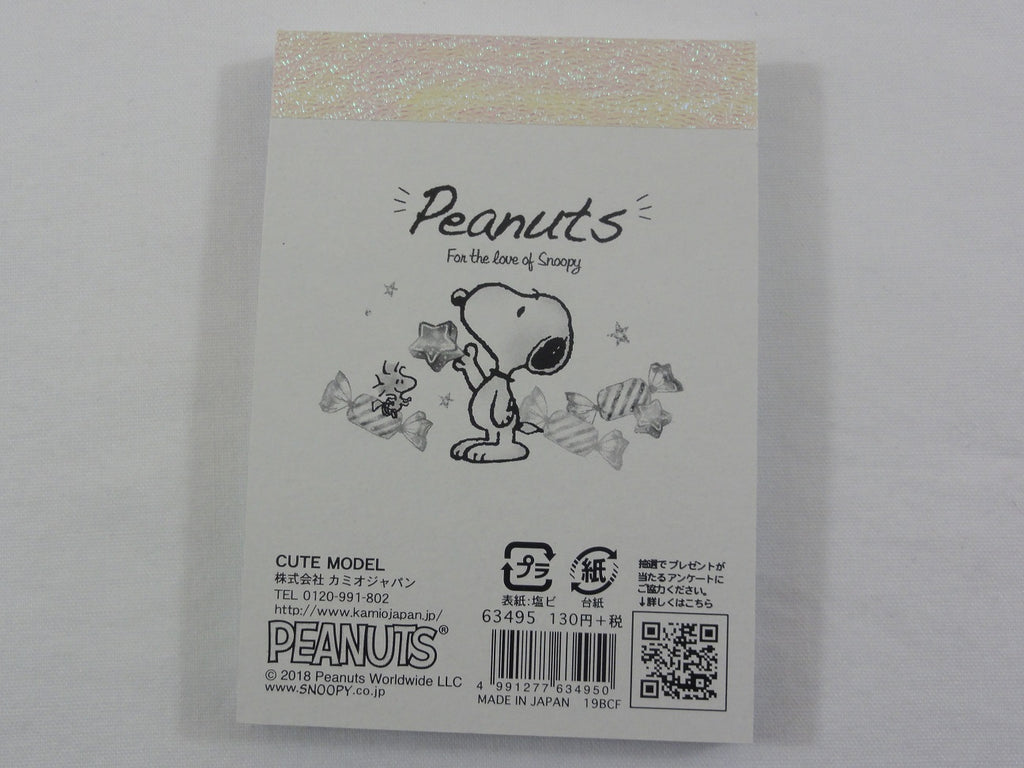 Peanuts
For the love of Snoopy
CUTE MODEL
株式会社 カミオジャパン
TEL 0120-991-802
http://www.kamiojapan.jp/
PEANUTS®
© 2018 Peanuts Worldwide LLC
www.SNOOPY.co.jp
プラ
表紙:塩ビ
紙
台紙
63495 130円+税
4 991277 634950
MADE IN JAPAN 19BCF
抽選でプレゼントが
当たるアンケートに
ご協力ください。
↓詳しくはこちら